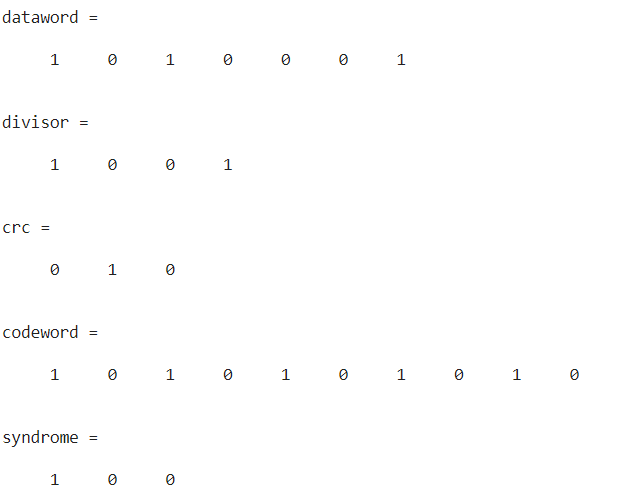 dataword =
1 0 1 0 0 0 1
divisor =
1 0 0 1
crc =
0 1 0
codeword =
1 0 1 0 1 0 1 0 1 0
syndrome =
1 0 0